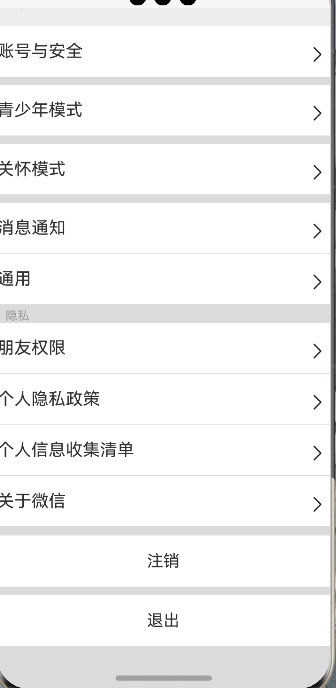 账号与安全
青少年模式
关怀模式
消息通知
通用
隐私
朋友权限
个人隐私政策
个人信息收集清单
关于微信
注销
退出